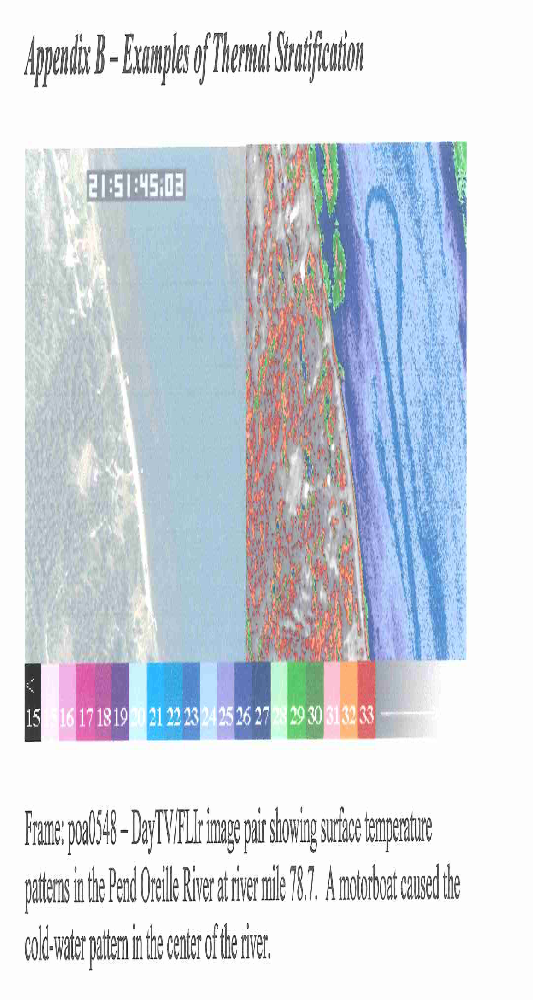 Appendix B – Examples of Thermal Stratification
21:51:45:02
<
15 15 16 17 18 19 20 21 22 23 24 25 26 27 28 29 30 31 32 33
Frame: poa0548 – DayTV/FLIr image pair showing surface temperature
patterns in the Pend Oreille River at river mile 78.7. A motorboat caused the
cold-water pattern in the center of the river.